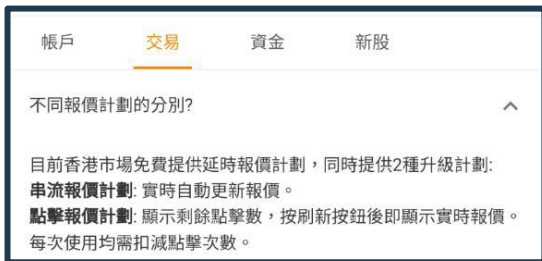 帳戶 交易 資金 新股
不同報價計劃的分別?
目前香港市場免費提供延時報價計劃，同時提供2種升級計劃:
串流報價計劃: 實時自動更新報價。
點擊報價計劃: 顯示剩餘點擊數，按刷新按鈕後即顯示實時報價。
每次使用均需扣減點擊次數。